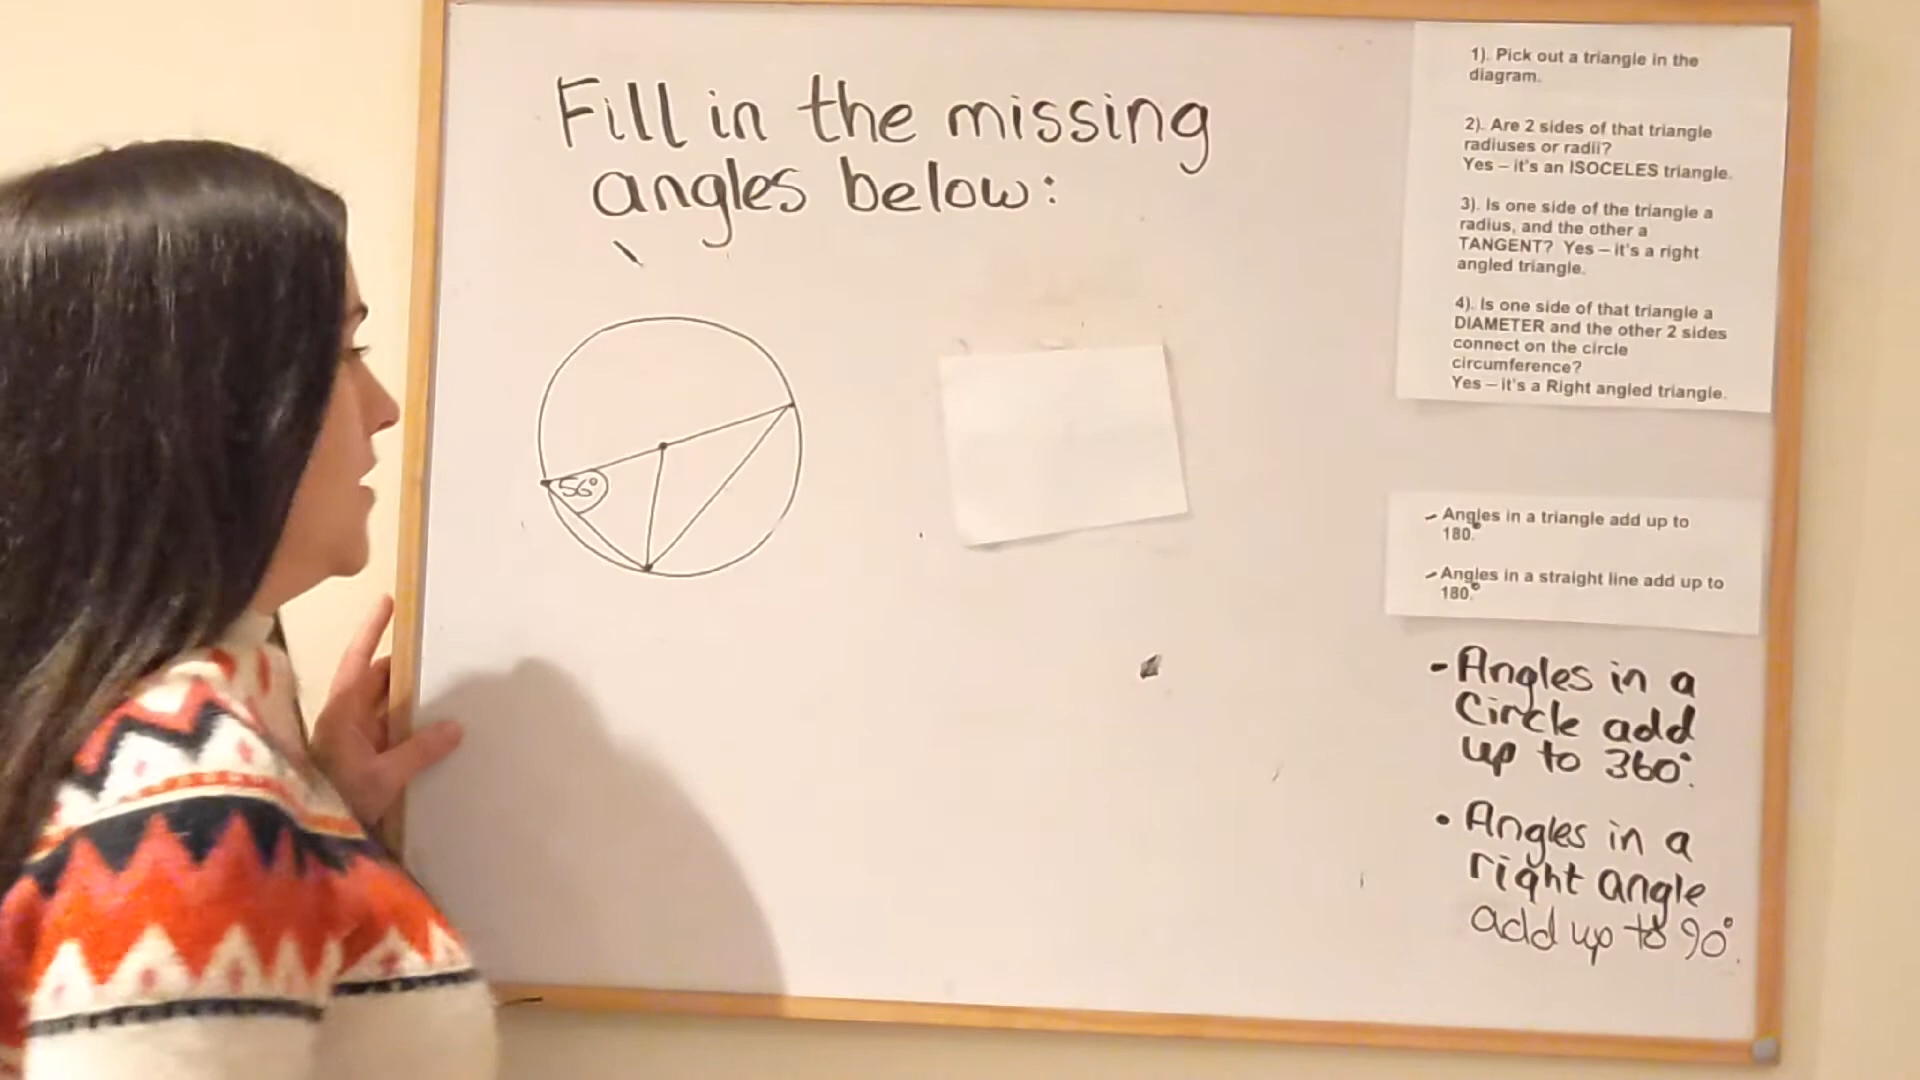 Fill in the missing
angles below:
56°
1). Pick out a triangle in the
diagram.
2). Are 2 sides of that triangle
radiuses or radii?
Yes – it's an ISOCELES triangle.
3). Is one side of the triangle a
radius, and the other a
TANGENT? Yes – it's a right
angled triangle.
4). Is one side of that triangle a
DIAMETER and the other 2 sides
connect on the circle
circumference?
Yes – it's a Right angled triangle.
- Angles in a triangle add up to
180.°
- Angles in a straight line add up to
180.°
- Angles in a
Circle add
up to 360°.
• Angles in a
right angle
add up to 90°.